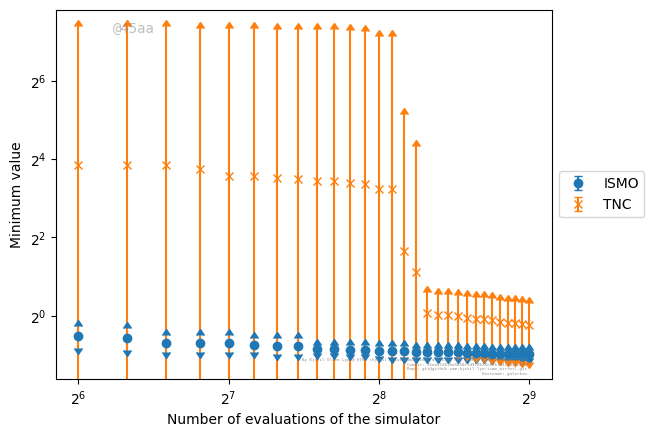 @45aa
2^6
2^4
2^2
2^0
Minimum value
2^6 2^7 2^8 2^9
Number of evaluations of the simulator
ISMO
TNC